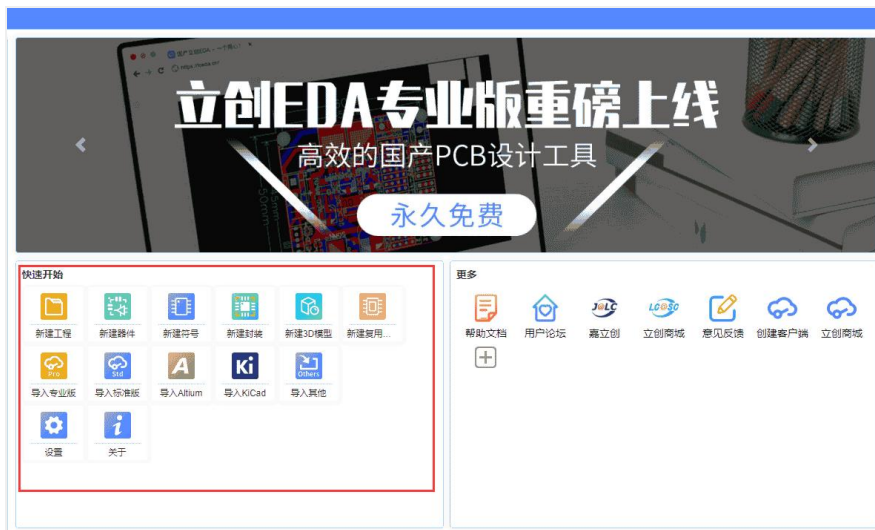 立创EDA专业版重磅上线
高效的国产PCB设计工具
永久免费
快速开始
新建工程 新建器件 新建符号 新建封装 新建3D模型 新建复用...
Pro Std A Ki Others
导入专业版 导入标准版 导入Altium 导入KiCad 导入其他
i
设置 关于
更多
JLC LCSC
帮助文档 用户论坛 嘉立创 立创商城 意见反馈 创建客户端 立创商城